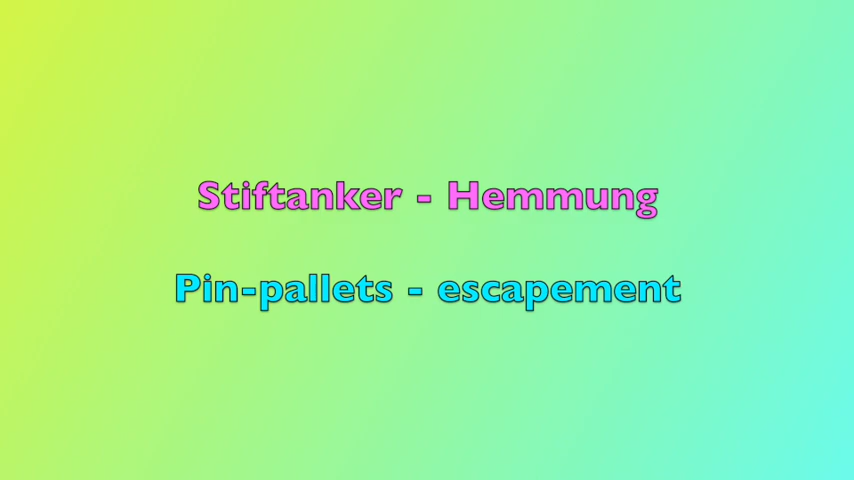 Stiftanker - Hemmung
Pin-pallets - escapement